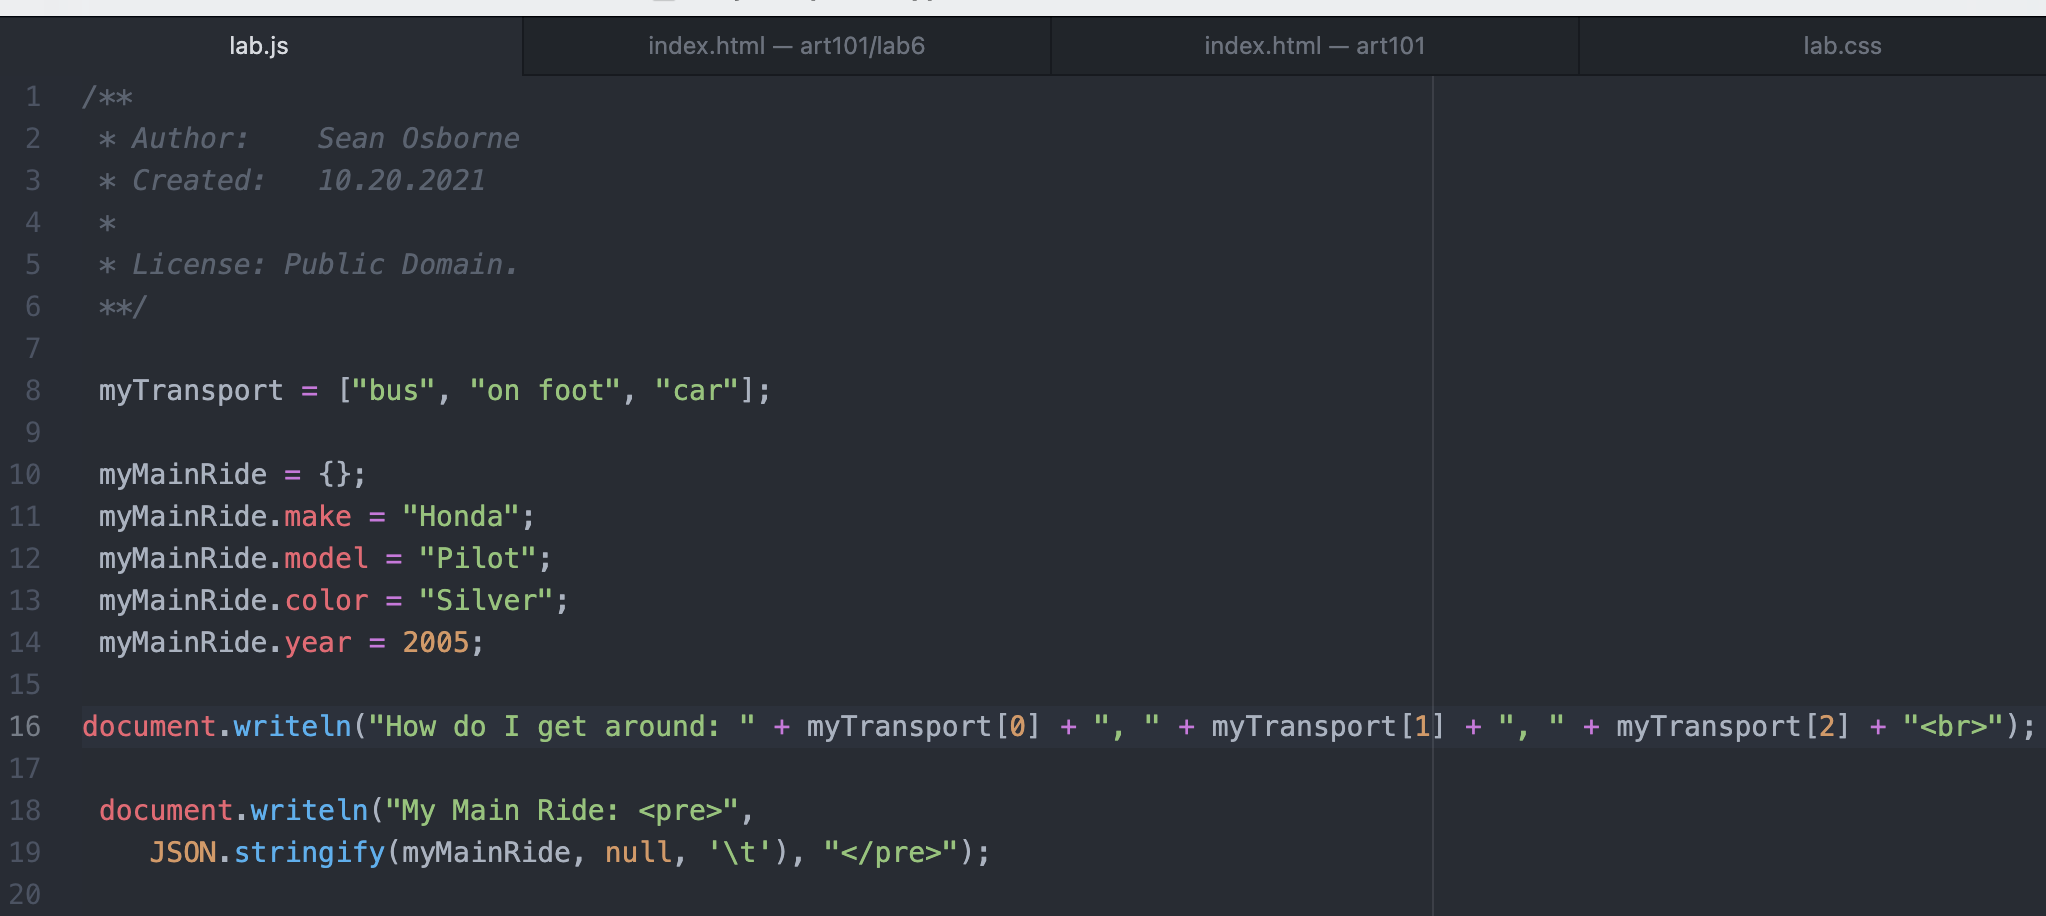 lab.js
index.html — art101/lab6
index.html — art101
lab.css
1 /**
2  * Author:    Sean Osborne
3  * Created:   10.20.2021
4  *
5  * License: Public Domain.
6  **/
7
8  myTransport = ["bus", "on foot", "car"];
9
10  myMainRide = {};
11  myMainRide.make = "Honda";
12  myMainRide.model = "Pilot";
13  myMainRide.color = "Silver";
14  myMainRide.year = 2005;
15
16 document.writeln("How do I get around: " + myTransport[0] + ", " + myTransport[1] + ", " + myTransport[2] + "<br>");
17
18  document.writeln("My Main Ride: <pre>",
19     JSON.stringify(myMainRide, null, '\t'), "</pre>");
20